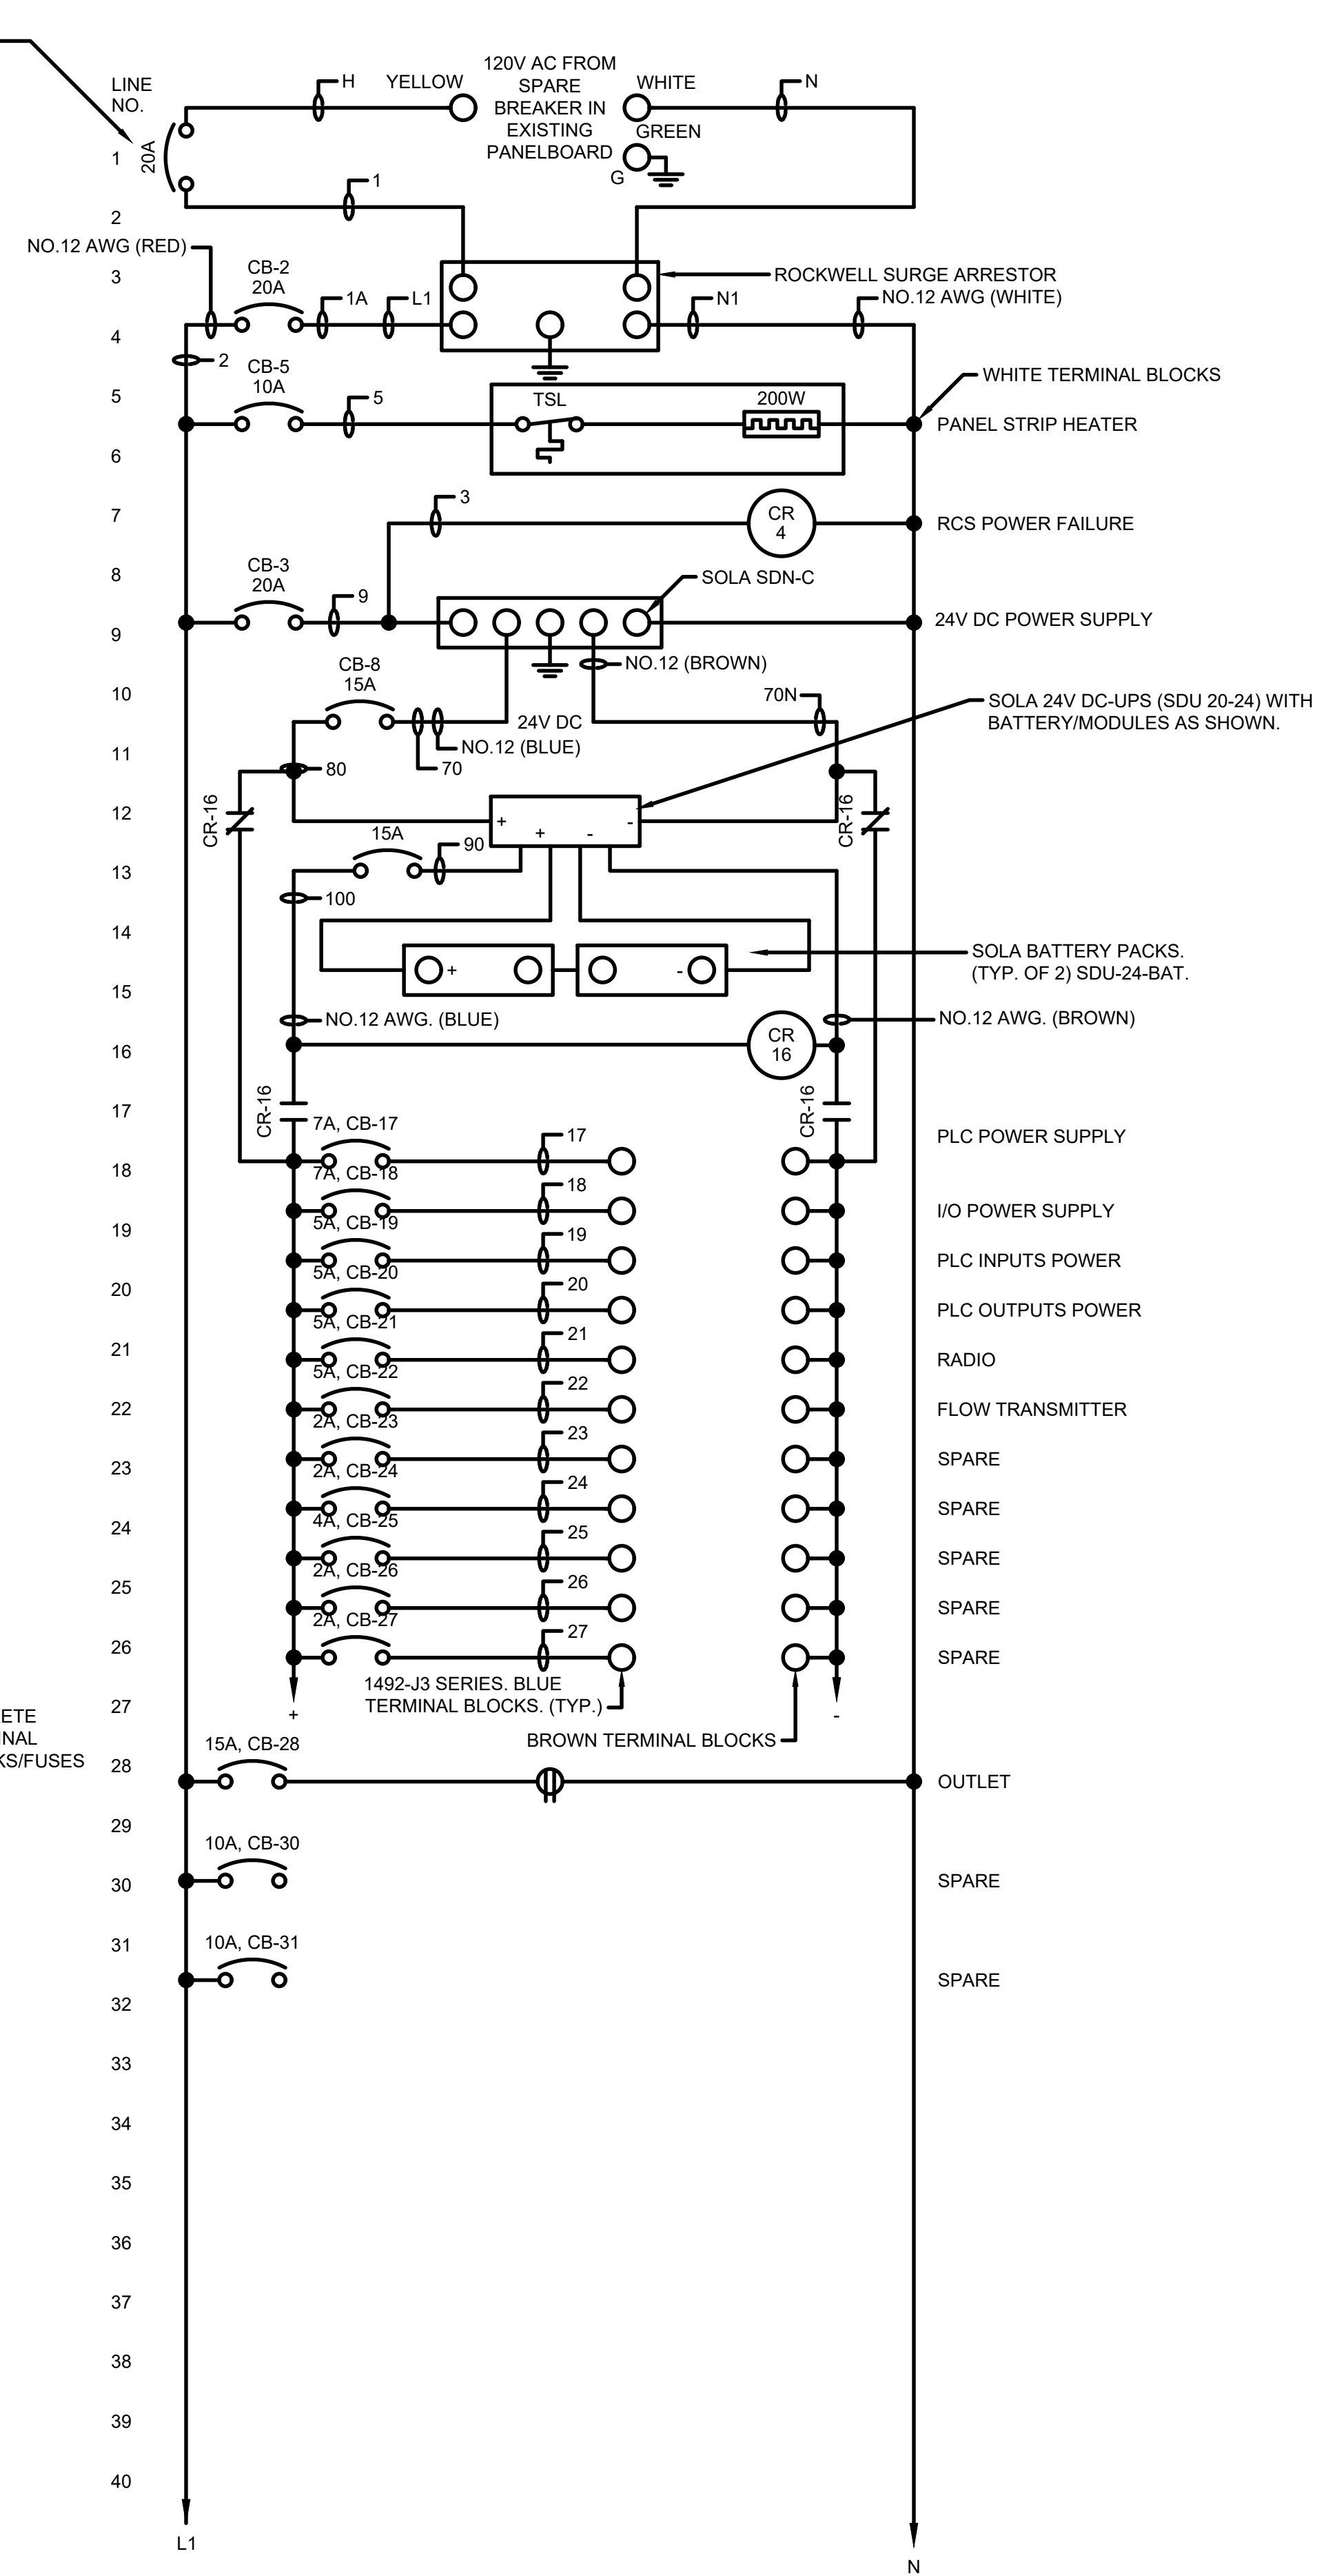 LINE
NO.
H
YELLOW
120V AC FROM
SPARE
BREAKER IN
EXISTING
PANELBOARD
WHITE
N
GREEN
G
1
20A
1
2
NO.12 AWG (RED)
3
CB-2
20A
1A
L1
ROCKWELL SURGE ARRESTOR
N1
NO.12 AWG (WHITE)
4
2
CB-5
10A
5
5
TSL
200W
WHITE TERMINAL BLOCKS
PANEL STRIP HEATER
6
7
3
CR
4
RCS POWER FAILURE
8
CB-3
20A
9
SOLA SDN-C
24V DC POWER SUPPLY
9
NO.12 (BROWN)
10
CB-8
15A
24V DC
70N
SOLA 24V DC-UPS (SDU 20-24) WITH
BATTERY/MODULES AS SHOWN.
NO.12 (BLUE)
11
80
70
12
CR-16
+
+
-
-
CR-16
15A
90
13
100
14
SOLA BATTERY PACKS.
(TYP. OF 2) SDU-24-BAT.
+
-
15
NO.12 AWG. (BLUE)
NO.12 AWG. (BROWN)
16
CR
16
17
CR-16
CR-16
7A, CB-17
17
PLC POWER SUPPLY
18
7A, CB-18
18
I/O POWER SUPPLY
19
5A, CB-19
19
PLC INPUTS POWER
20
5A, CB-20
20
PLC OUTPUTS POWER
21
5A, CB-21
21
RADIO
22
5A, CB-22
22
FLOW TRANSMITTER
23
2A, CB-23
23
SPARE
2A, CB-24
24
SPARE
24
4A, CB-25
25
SPARE
25
2A, CB-26
26
SPARE
26
2A, CB-27
27
SPARE
1492-J3 SERIES. BLUE
TERMINAL BLOCKS. (TYP.)
27
+
-
BROWN TERMINAL BLOCKS
ETE
INAL
KS/FUSES
28
15A, CB-28
OUTLET
29
10A, CB-30
30
SPARE
31
10A, CB-31
SPARE
32
33
34
35
36
37
38
39
40
L1
N